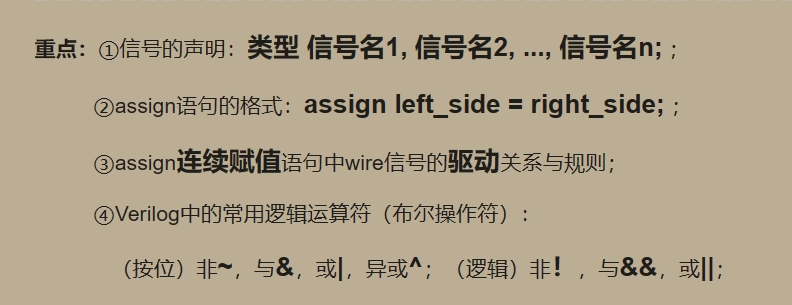 重点：①信号的声明：类型 信号名1, 信号名2, ..., 信号名n; ；
②assign语句的格式：assign left_side = right_side; ；
③assign连续赋值语句中wire信号的驱动关系与规则；
④Verilog中的常用逻辑运算符（布尔操作符）：
（按位）非~，与&，或|，异或^；（逻辑）非！，与&&，或||；